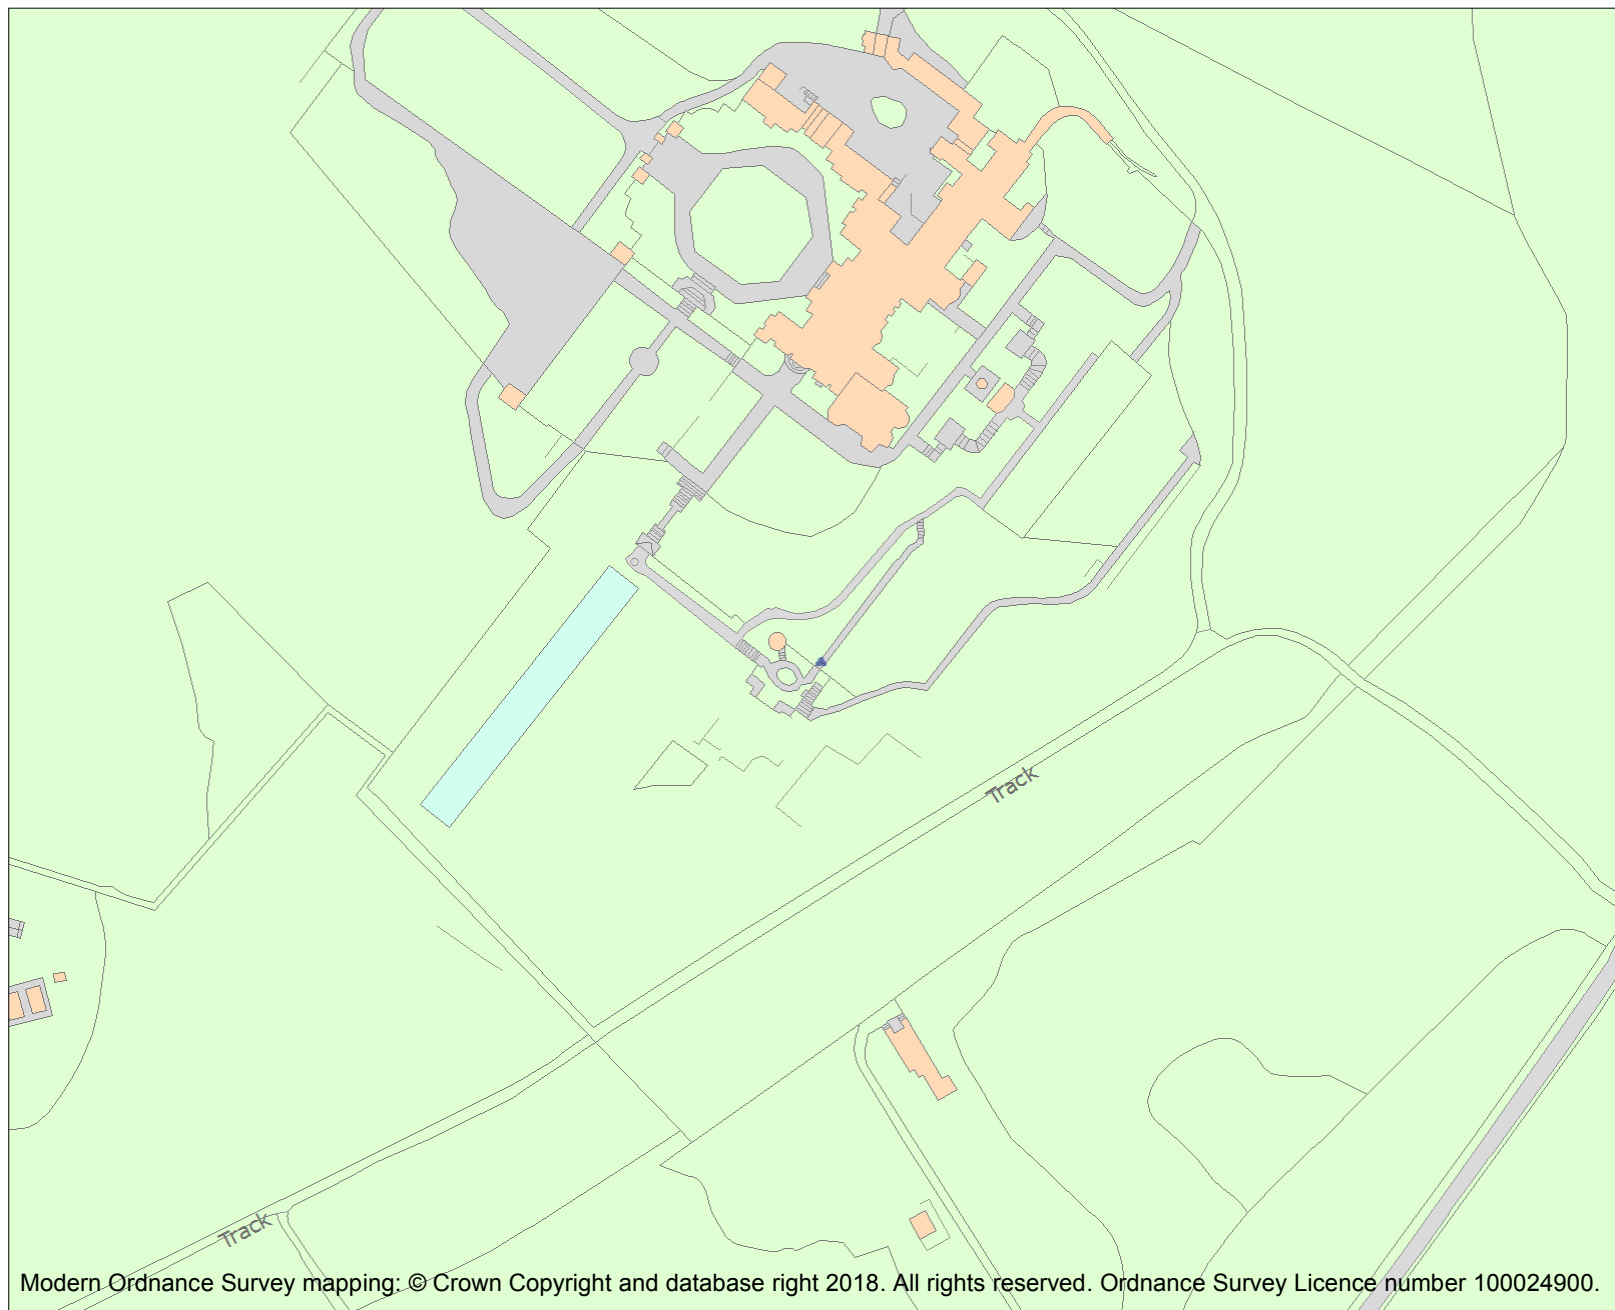 Track
Track
Modern Ordnance Survey mapping: © Crown Copyright and database right 2018. All rights reserved. Ordnance Survey Licence number 100024900.